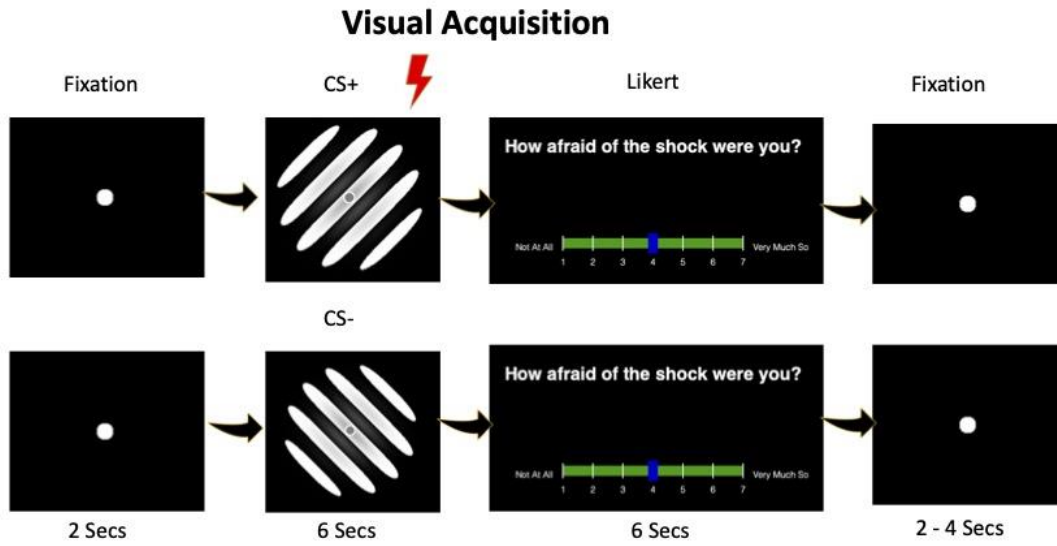 Visual Acquisition
Fixation CS+ Likert Fixation
How afraid of the shock were you?
Not At All Very Much So
1 2 3 4 5 6 7
CS-
How afraid of the shock were you?
Not At All Very Much So
1 2 3 4 5 6 7
2 Secs 6 Secs 6 Secs 2 - 4 Secs